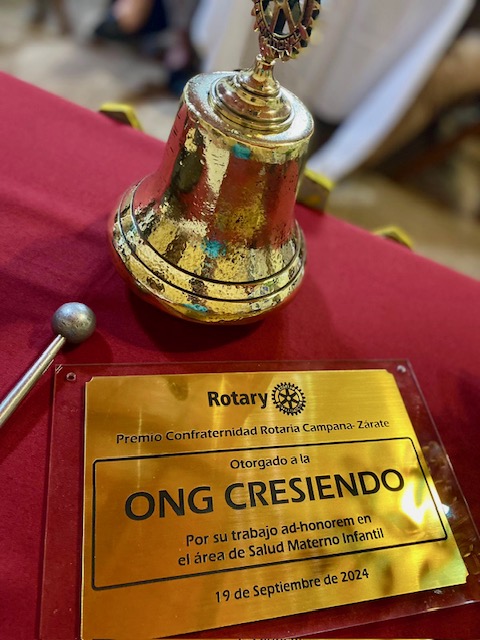 Rotary
Premio Confraternidad Rotaria Campana- Zárate
Otorgado á la
ONG CRESIENDO
Por su trabajo ad-honorem en
el área de Salud Materno Infantil
19 de Septiembre de 2024